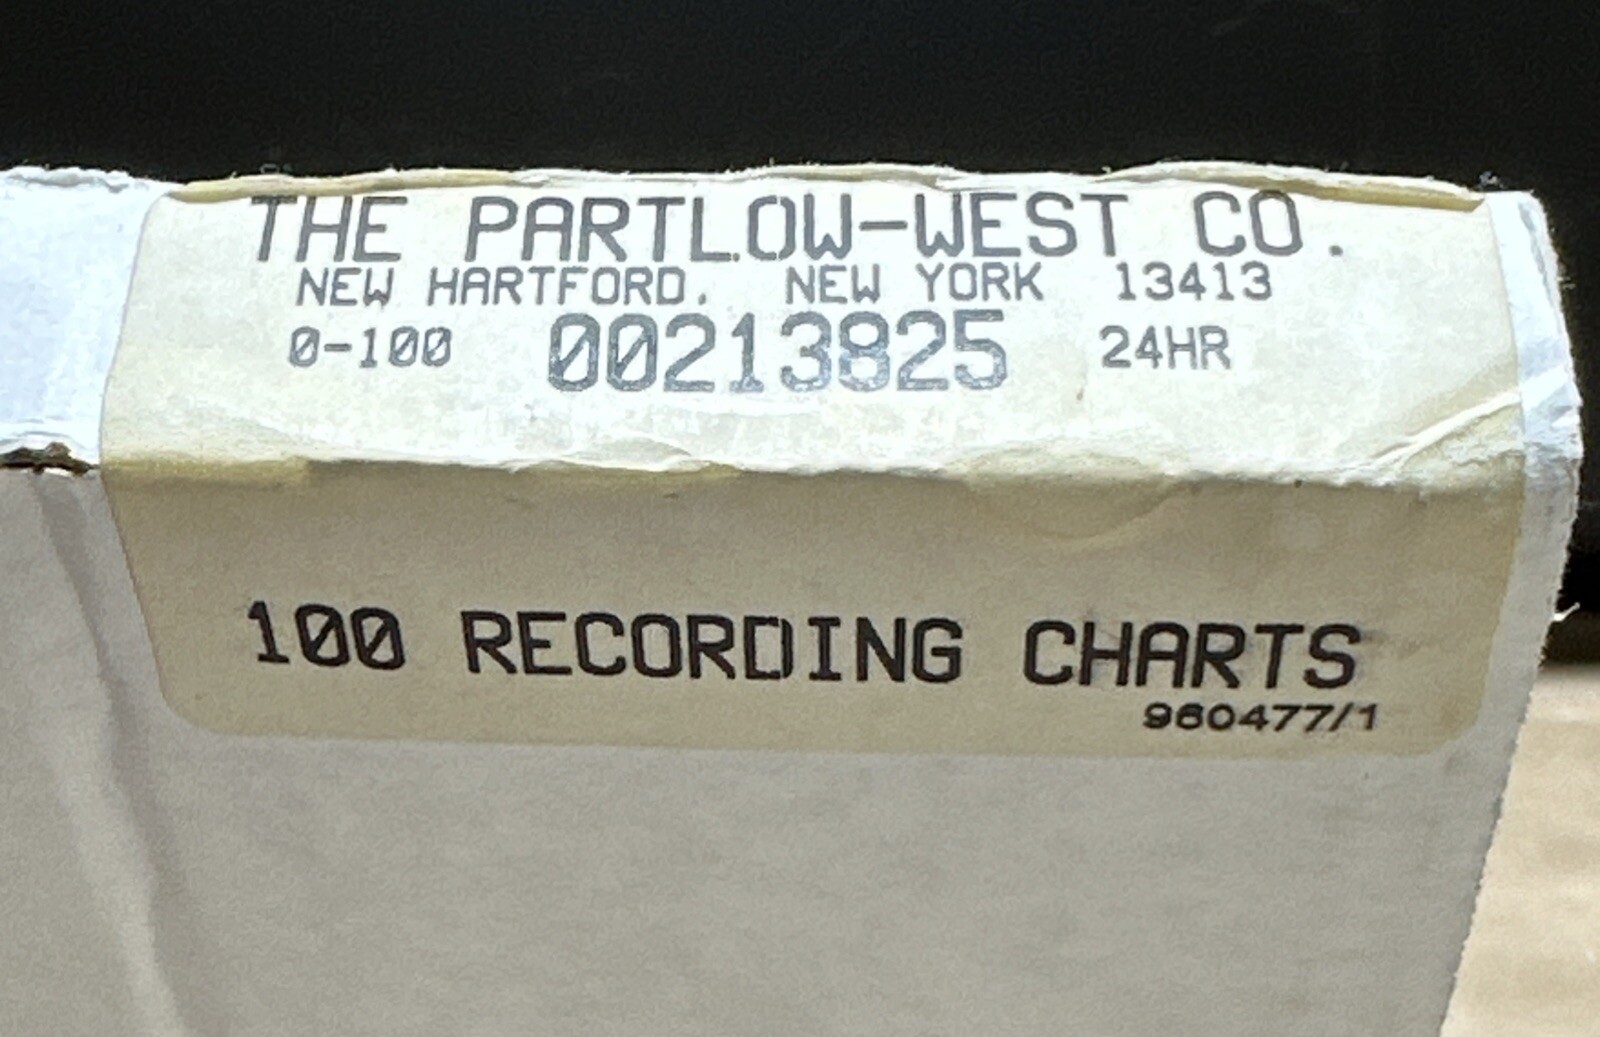 THE PARTLOW-WEST CO.
NEW HARTFORD, NEW YORK 13413
0-100 00213825 24HR
100 RECORDING CHARTS
960477/1